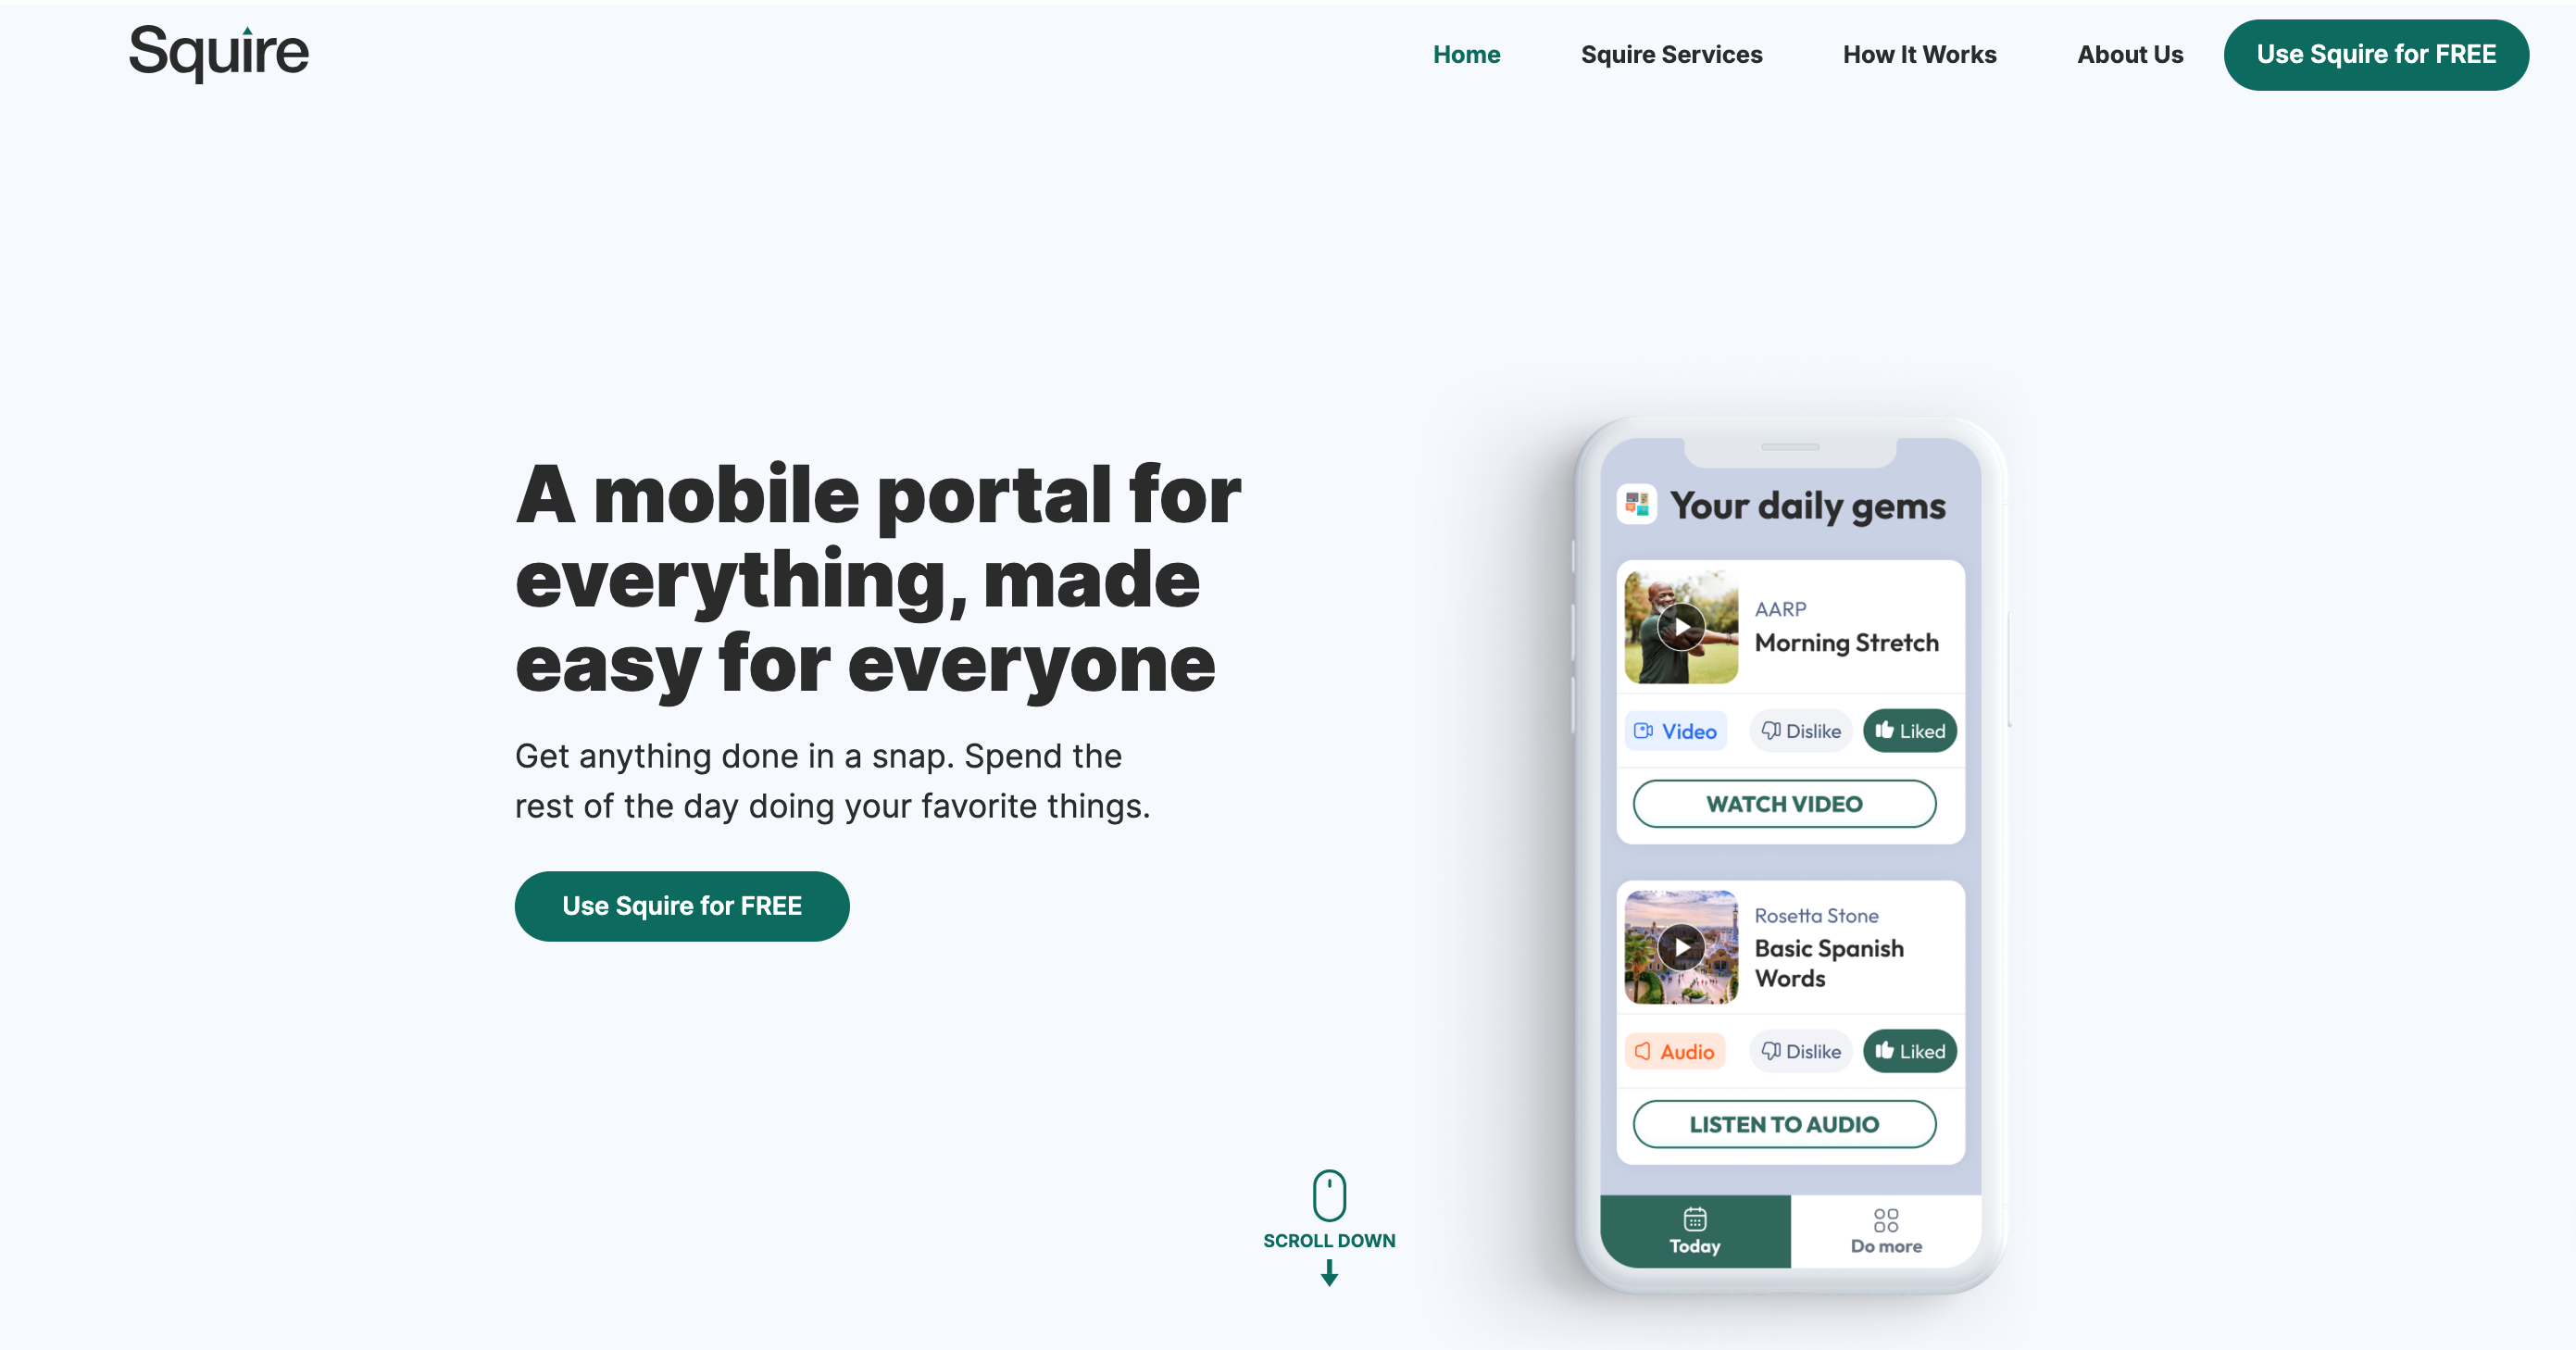 Squire
Home
Squire Services
How It Works
About Us
Use Squire for FREE
A mobile portal for
everything, made
easy for everyone
Get anything done in a snap. Spend the
rest of the day doing your favorite things.
Use Squire for FREE
SCROLL DOWN
Your daily gems
AARP
Morning Stretch
Video
Dislike
Liked
WATCH VIDEO
Rosetta Stone
Basic Spanish
Words
Audio
Dislike
Liked
LISTEN TO AUDIO
Today
Do more